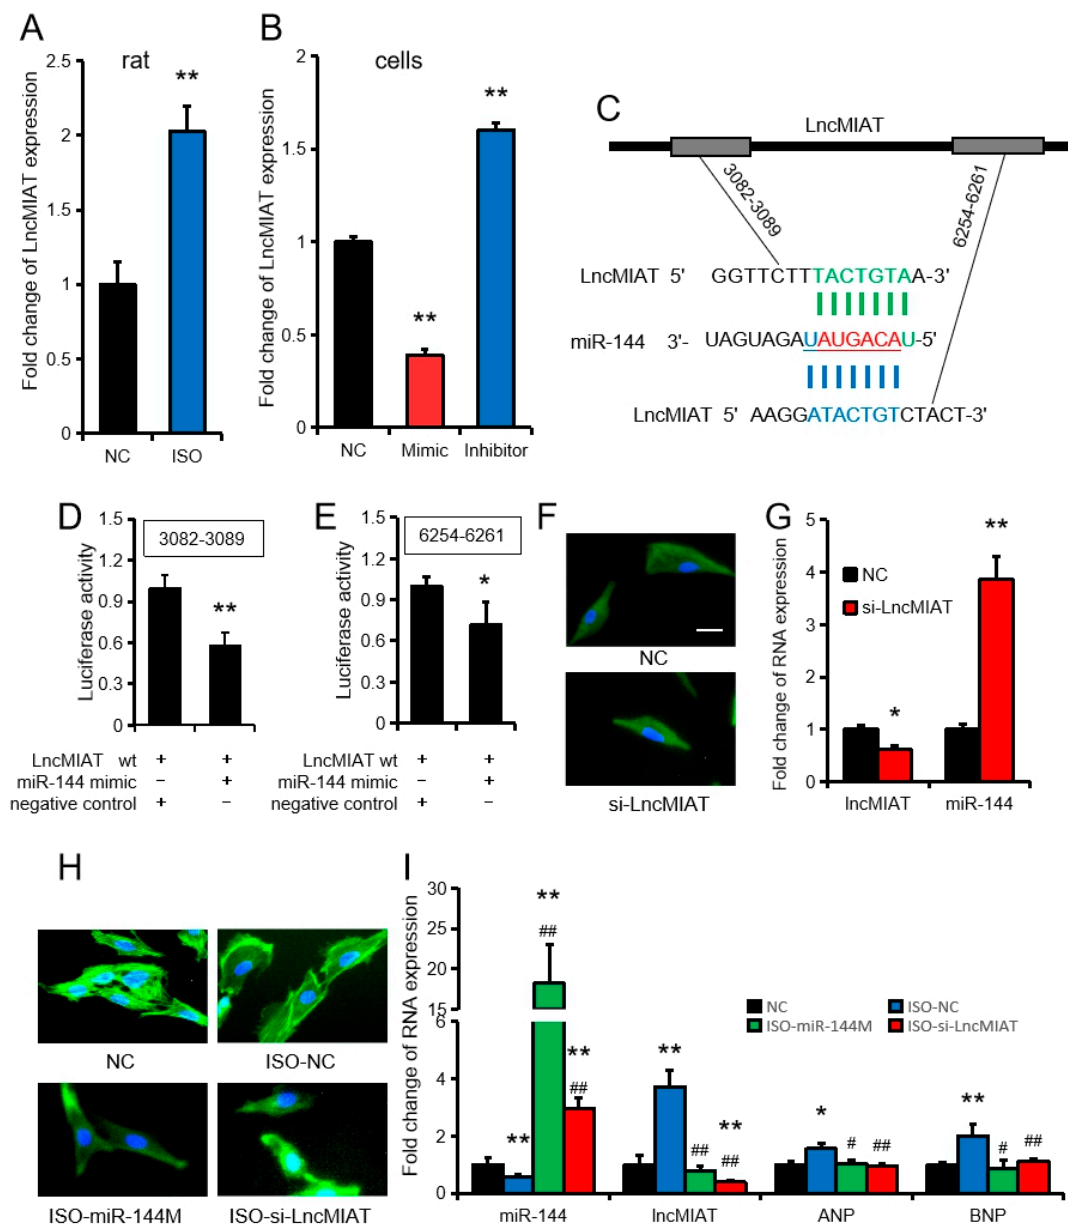 A
rat
Fold change of LncMIAT expression
2.5
2
1.5
1
0.5
0
**
NC ISO
B
cells
Fold change of LncMIAT expression
2
1.5
1
0.5
0
**
**
NC Mimic Inhibitor
C
LncMIAT
3082-3089
6254-6261
LncMIAT 5' GGTTCTTTACTGTAA-3'
miR-144 3'- UAGUAGAUAUGACAU-5'
LncMIAT 5' AAGGATACTGTCTACT-3'
D
3082-3089
Luciferase activity
1.5
1.2
0.9
0.6
0.3
0
**
LncMIAT wt + +
miR-144 mimic – +
negative control + –
E
6254-6261
Luciferase activity
1.5
1.2
0.9
0.6
0.3
0
*
LncMIAT wt + +
miR-144 mimic – +
negative control + –
F
NC
si-LncMIAT
G
Fold change of RNA expression
5
4
3
2
1
0
NC
si-LncMIAT
*
**
lncMIAT miR-144
H
NC ISO-NC
ISO-miR-144M ISO-si-LncMIAT
I
Fold change of RNA expression
30
25
20
15
6
4
2
0
NC ISO-NC
ISO-miR-144M ISO-si-LncMIAT
**
**
##
**
##
**
##
**
##
*
#
##
**
#
##
miR-144 lncMIAT ANP BNP